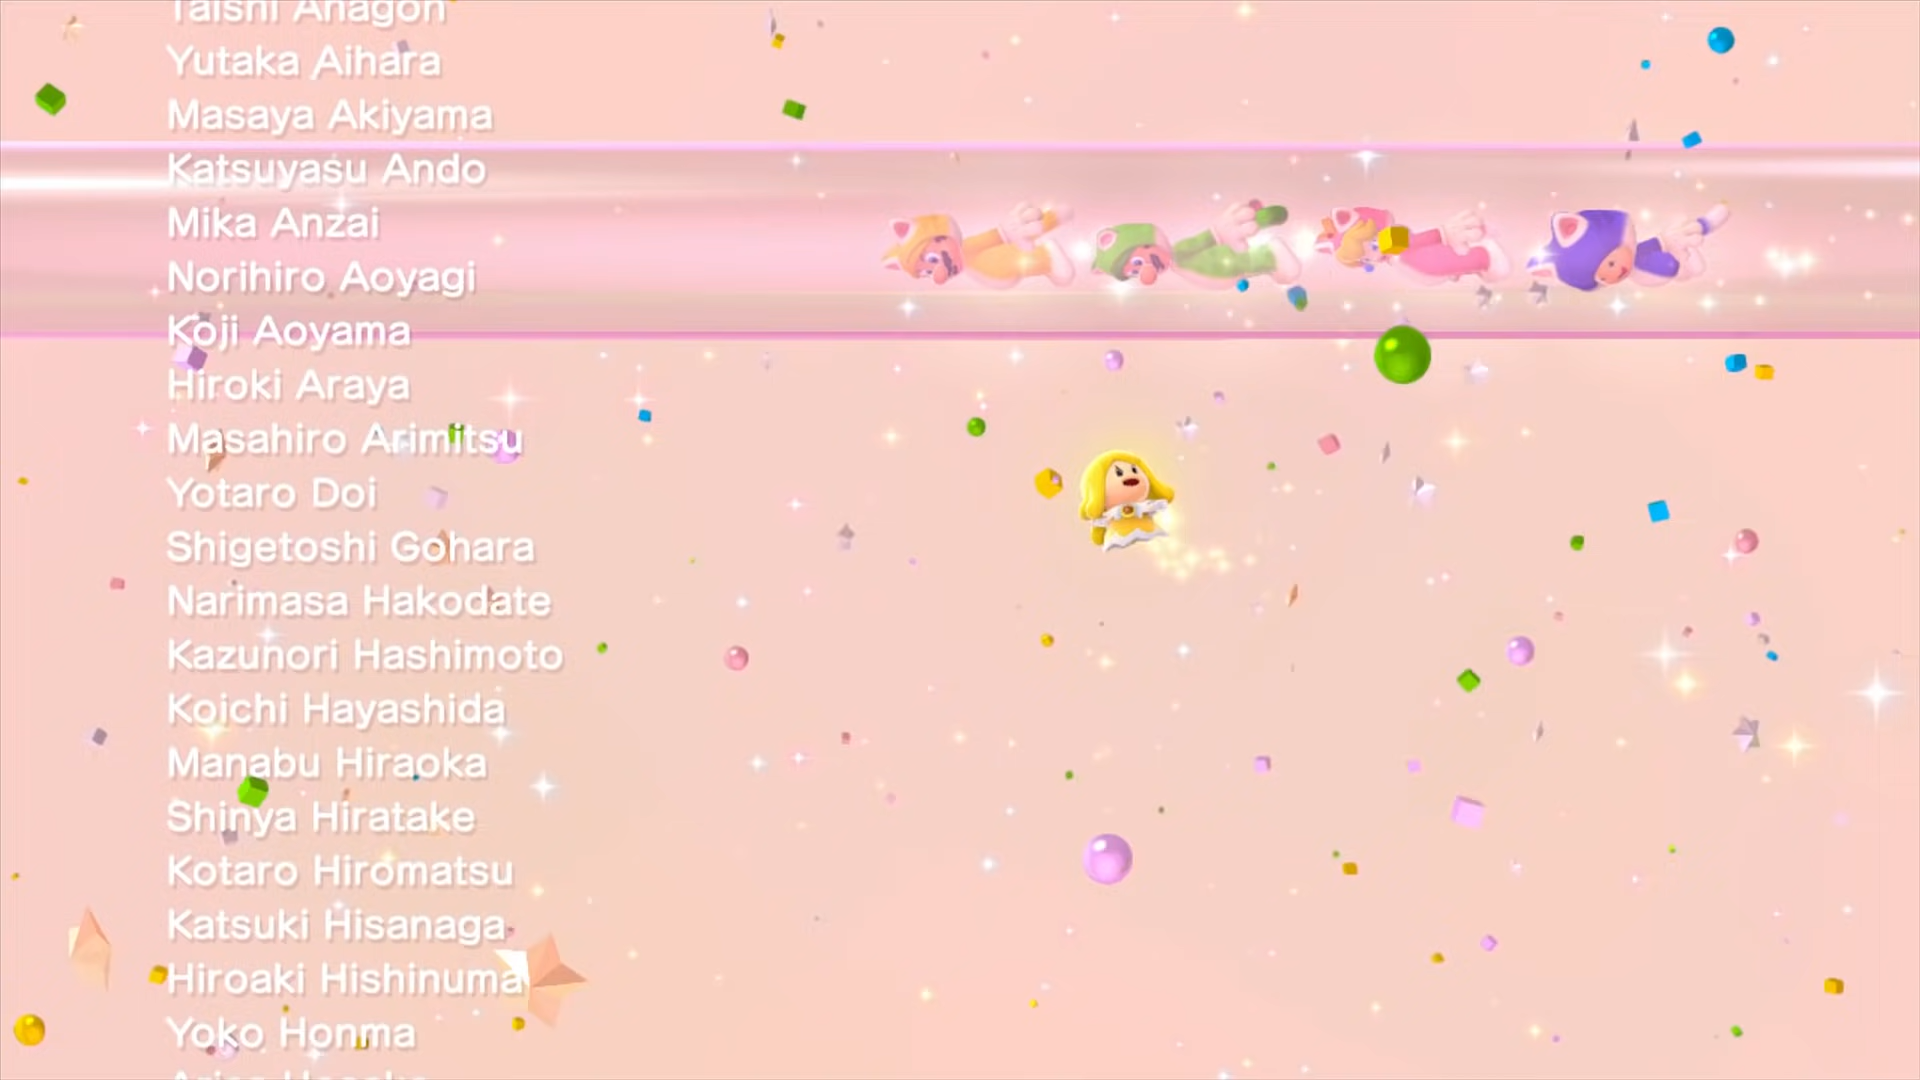 Taishi Anagon
Yutaka Aihara
Masaya Akiyama
Katsuyasu Ando
Mika Anzai
Norihiro Aoyagi
Koji Aoyama
Hiroki Araya
Masahiro Arimitsu
Yotaro Doi
Shigetoshi Gohara
Narimasa Hakodate
Kazunori Hashimoto
Koichi Hayashida
Manabu Hiraoka
Shinya Hiratake
Kotaro Hiromatsu
Katsuki Hisanaga
Hiroaki Hishinuma
Yoko Honma